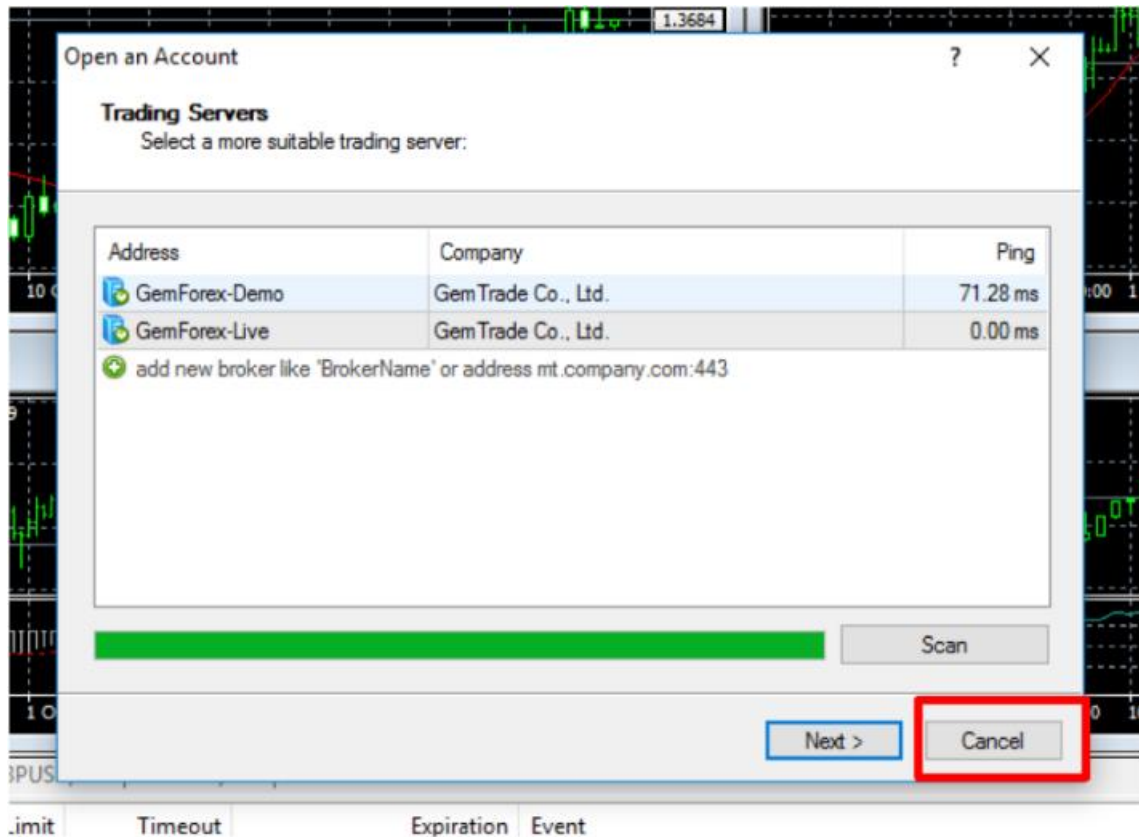 1.3684
Open an Account
?
Trading Servers
Select a more suitable trading server:
Address Company Ping
GemForex-Demo GemTrade Co., Ltd. 71.28 ms
GemForex-Live GemTrade Co., Ltd. 0.00 ms
add new broker like 'BrokerName' or address mt.company.com:443
Scan
Next > Cancel
Timeout Expiration Event